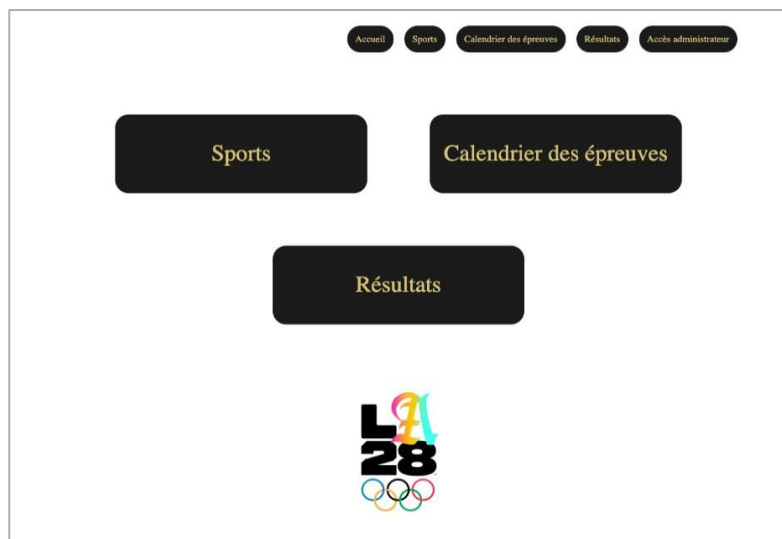 Accueil Sports Calendrier des épreuves Résultats Accès administrateur
Sports Calendrier des épreuves
Résultats
LA
28